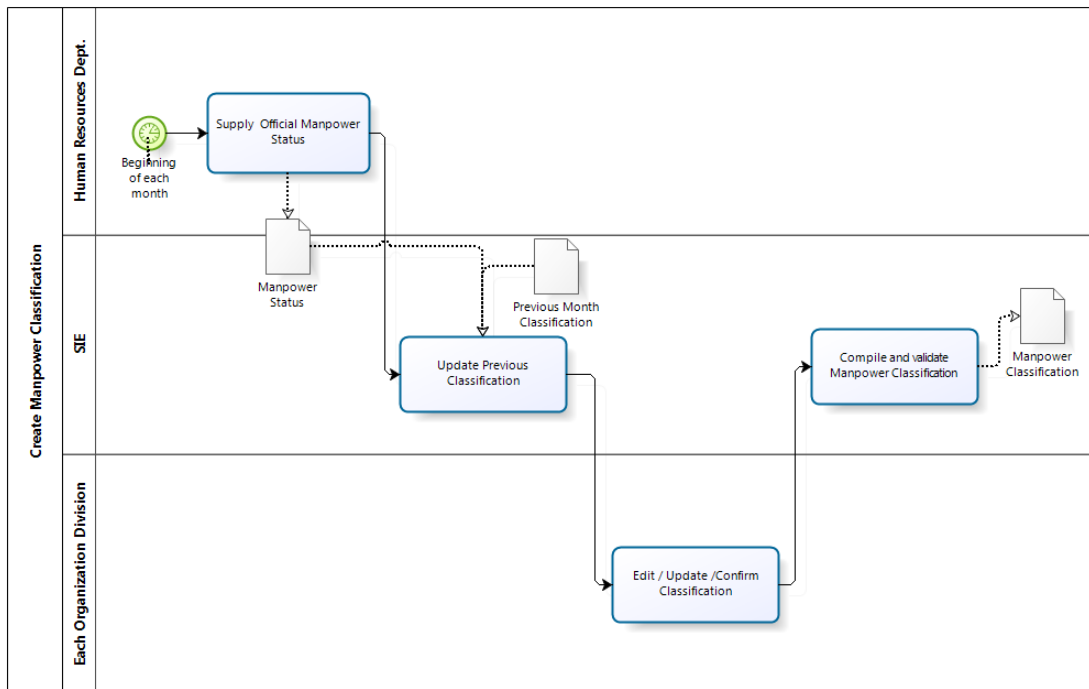 Create Manpower Classification
Human Resources Dept.
Beginning
of each
month
Supply Official Manpower
Status
Manpower
Status
SIE
Previous Month
Classification
Update Previous
Classification
Compile and validate
Manpower Classification
Manpower
Classification
Each Organization Division
Edit / Update /Confirm
Classification